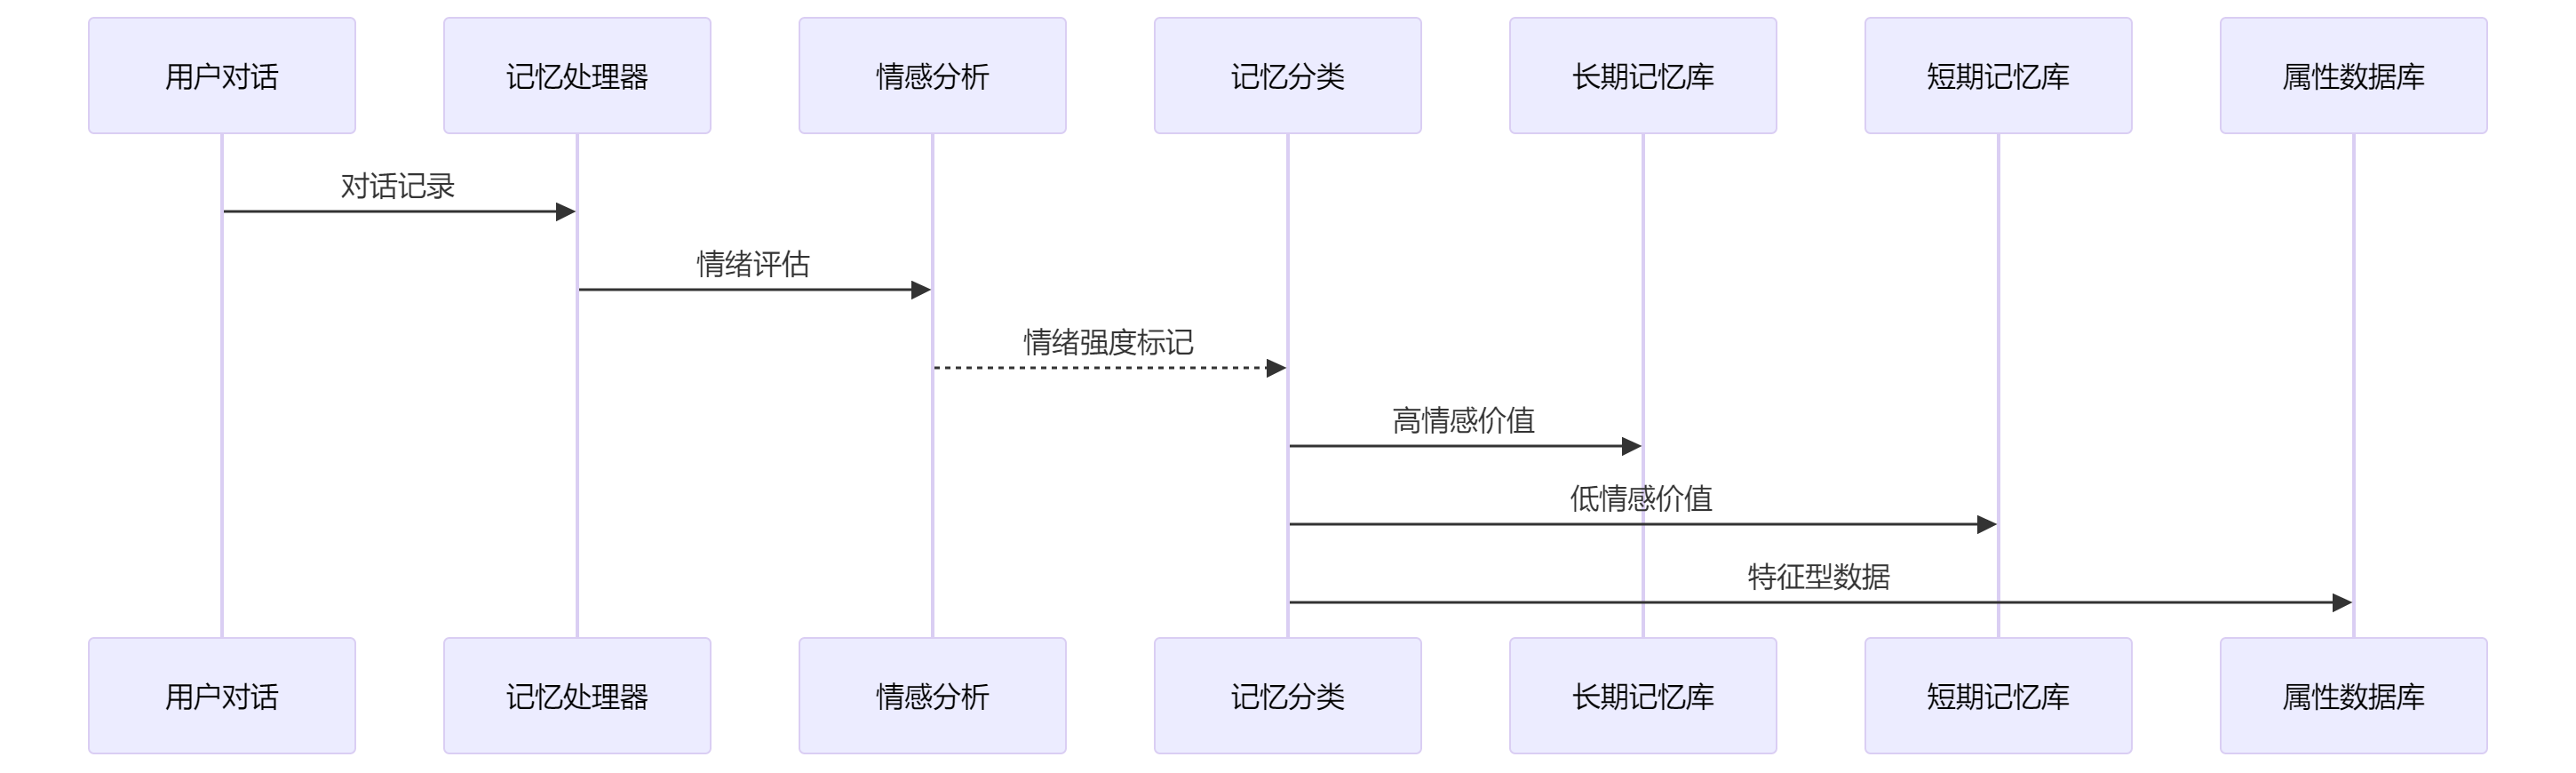 用户对话
记忆处理器
情感分析
记忆分类
长期记忆库
短期记忆库
属性数据库
对话记录
情绪评估
情绪强度标记
高情感价值
低情感价值
特征型数据
用户对话
记忆处理器
情感分析
记忆分类
长期记忆库
短期记忆库
属性数据库